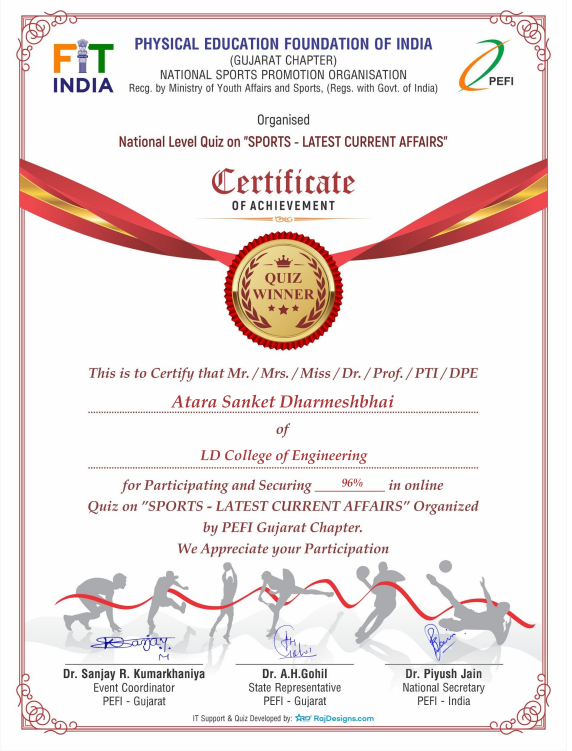 FIT
INDIA
PHYSICAL EDUCATION FOUNDATION OF INDIA
(GUJARAT CHAPTER)
NATIONAL SPORTS PROMOTION ORGANISATION
Recg. by Ministry of Youth Affairs and Sports, (Regs. with Govt. of India)
PEFI
Organised
National Level Quiz on "SPORTS - LATEST CURRENT AFFAIRS"
Certificate
OF ACHIEVEMENT
QUIZ
WINNER
This is to Certify that Mr. / Mrs. / Miss / Dr. / Prof. / PTI / DPE
Atara Sanket Dharmeshbhai
of
LD College of Engineering
for Participating and Securing 96% in online
Quiz on "SPORTS - LATEST CURRENT AFFAIRS" Organized
by PEFI Gujarat Chapter.
We Appreciate your Participation
Dr. Sanjay R. Kumarkhaniya
Event Coordinator
PEFI - Gujarat
Dr. A.H.Gohil
State Representative
PEFI - Gujarat
Dr. Piyush Jain
National Secretary
PEFI - India
IT Support & Quiz Developed by: RajDesigns.com